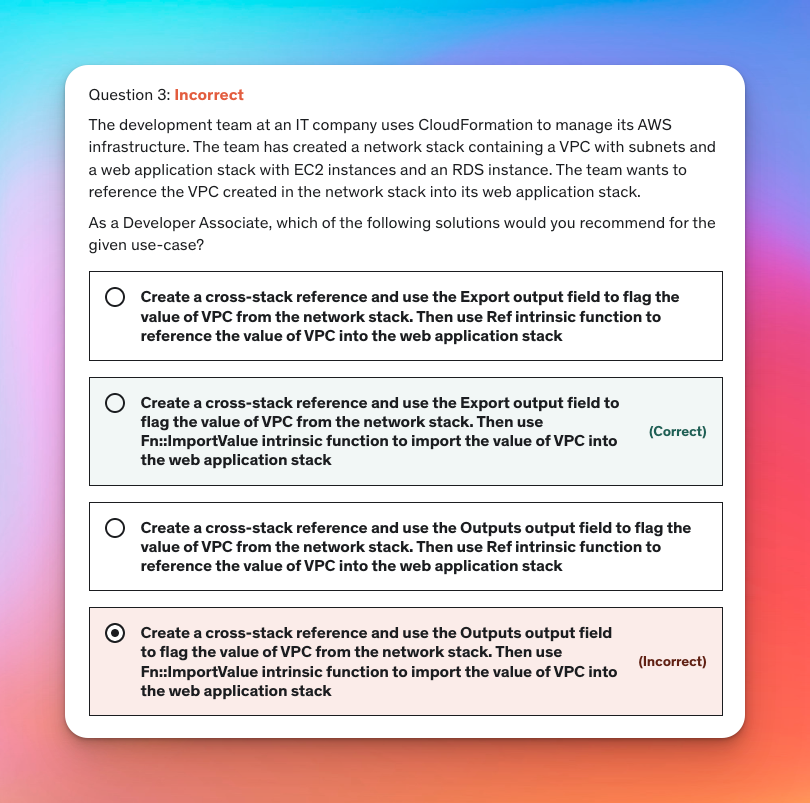 Question 3: Incorrect
The development team at an IT company uses CloudFormation to manage its AWS
infrastructure. The team has created a network stack containing a VPC with subnets and
a web application stack with EC2 instances and an RDS instance. The team wants to
reference the VPC created in the network stack into its web application stack.
As a Developer Associate, which of the following solutions would you recommend for the
given use-case?
Create a cross-stack reference and use the Export output field to flag the
value of VPC from the network stack. Then use Ref intrinsic function to
reference the value of VPC into the web application stack
Create a cross-stack reference and use the Export output field to
flag the value of VPC from the network stack. Then use
Fn::ImportValue intrinsic function to import the value of VPC into
the web application stack
(Correct)
Create a cross-stack reference and use the Outputs output field to flag the
value of VPC from the network stack. Then use Ref intrinsic function to
reference the value of VPC into the web application stack
Create a cross-stack reference and use the Outputs output field
to flag the value of VPC from the network stack. Then use
Fn::ImportValue intrinsic function to import the value of VPC into
the web application stack
(Incorrect)